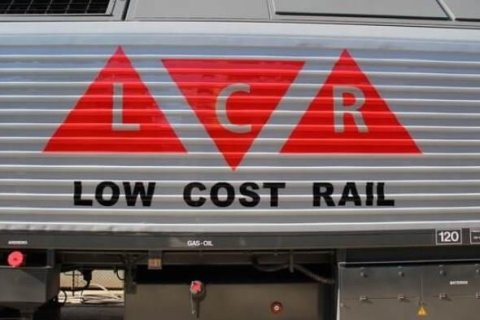 L C R
LOW COST RAIL
120
GAS-OIL